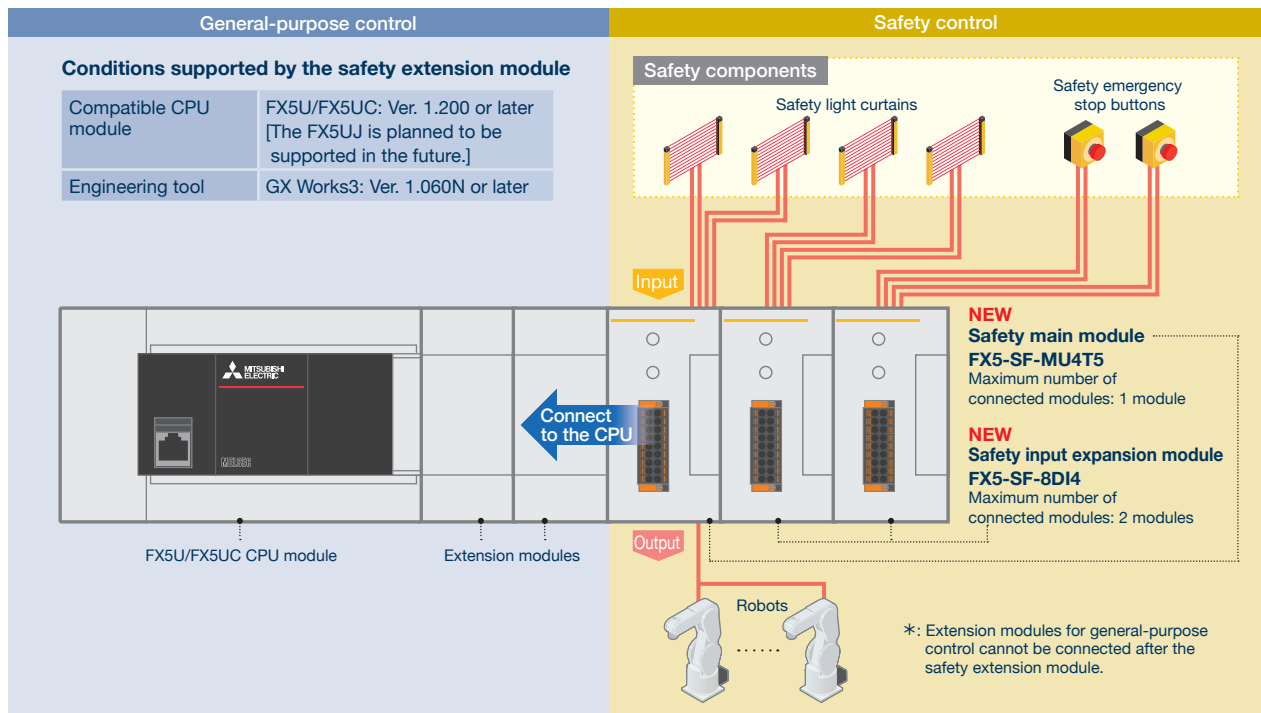 General-purpose control
Safety control
Conditions supported by the safety extension module
Compatible CPU
module
FX5U/FX5UC: Ver. 1.200 or later
[The FX5UJ is planned to be
supported in the future.]
Engineering tool
GX Works3: Ver. 1.060N or later
Safety components
Safety light curtains
Safety emergency
stop buttons
Input
MITSUBISHI
ELECTRIC
MELSEC
Connect
to the CPU
NEW
Safety main module
FX5-SF-MU4T5
Maximum number of
connected modules: 1 module
NEW
Safety input expansion module
FX5-SF-8DI4
Maximum number of
connected modules: 2 modules
FX5U/FX5UC CPU module
Extension modules
Output
Robots
......
*: Extension modules for general-purpose
control cannot be connected after the
safety extension module.